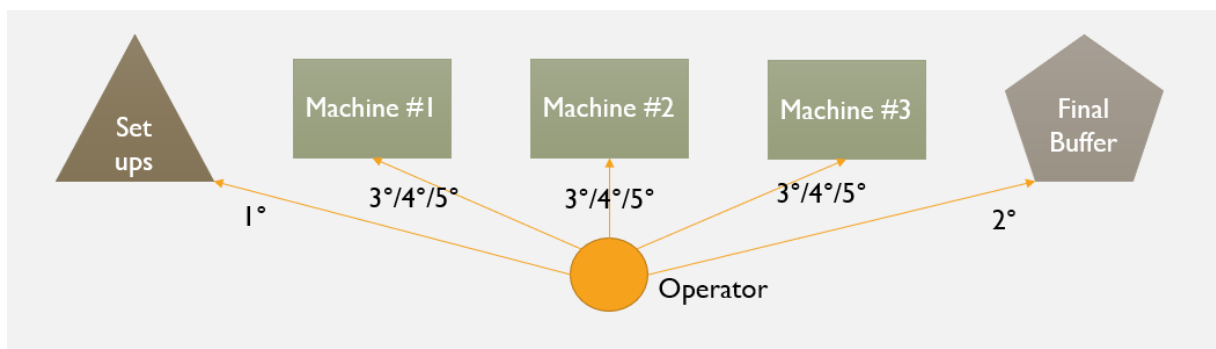 Set
ups
Machine #1
Machine #2
Machine #3
Final
Buffer
1°
3°/4°/5°
3°/4°/5°
3°/4°/5°
2°
Operator